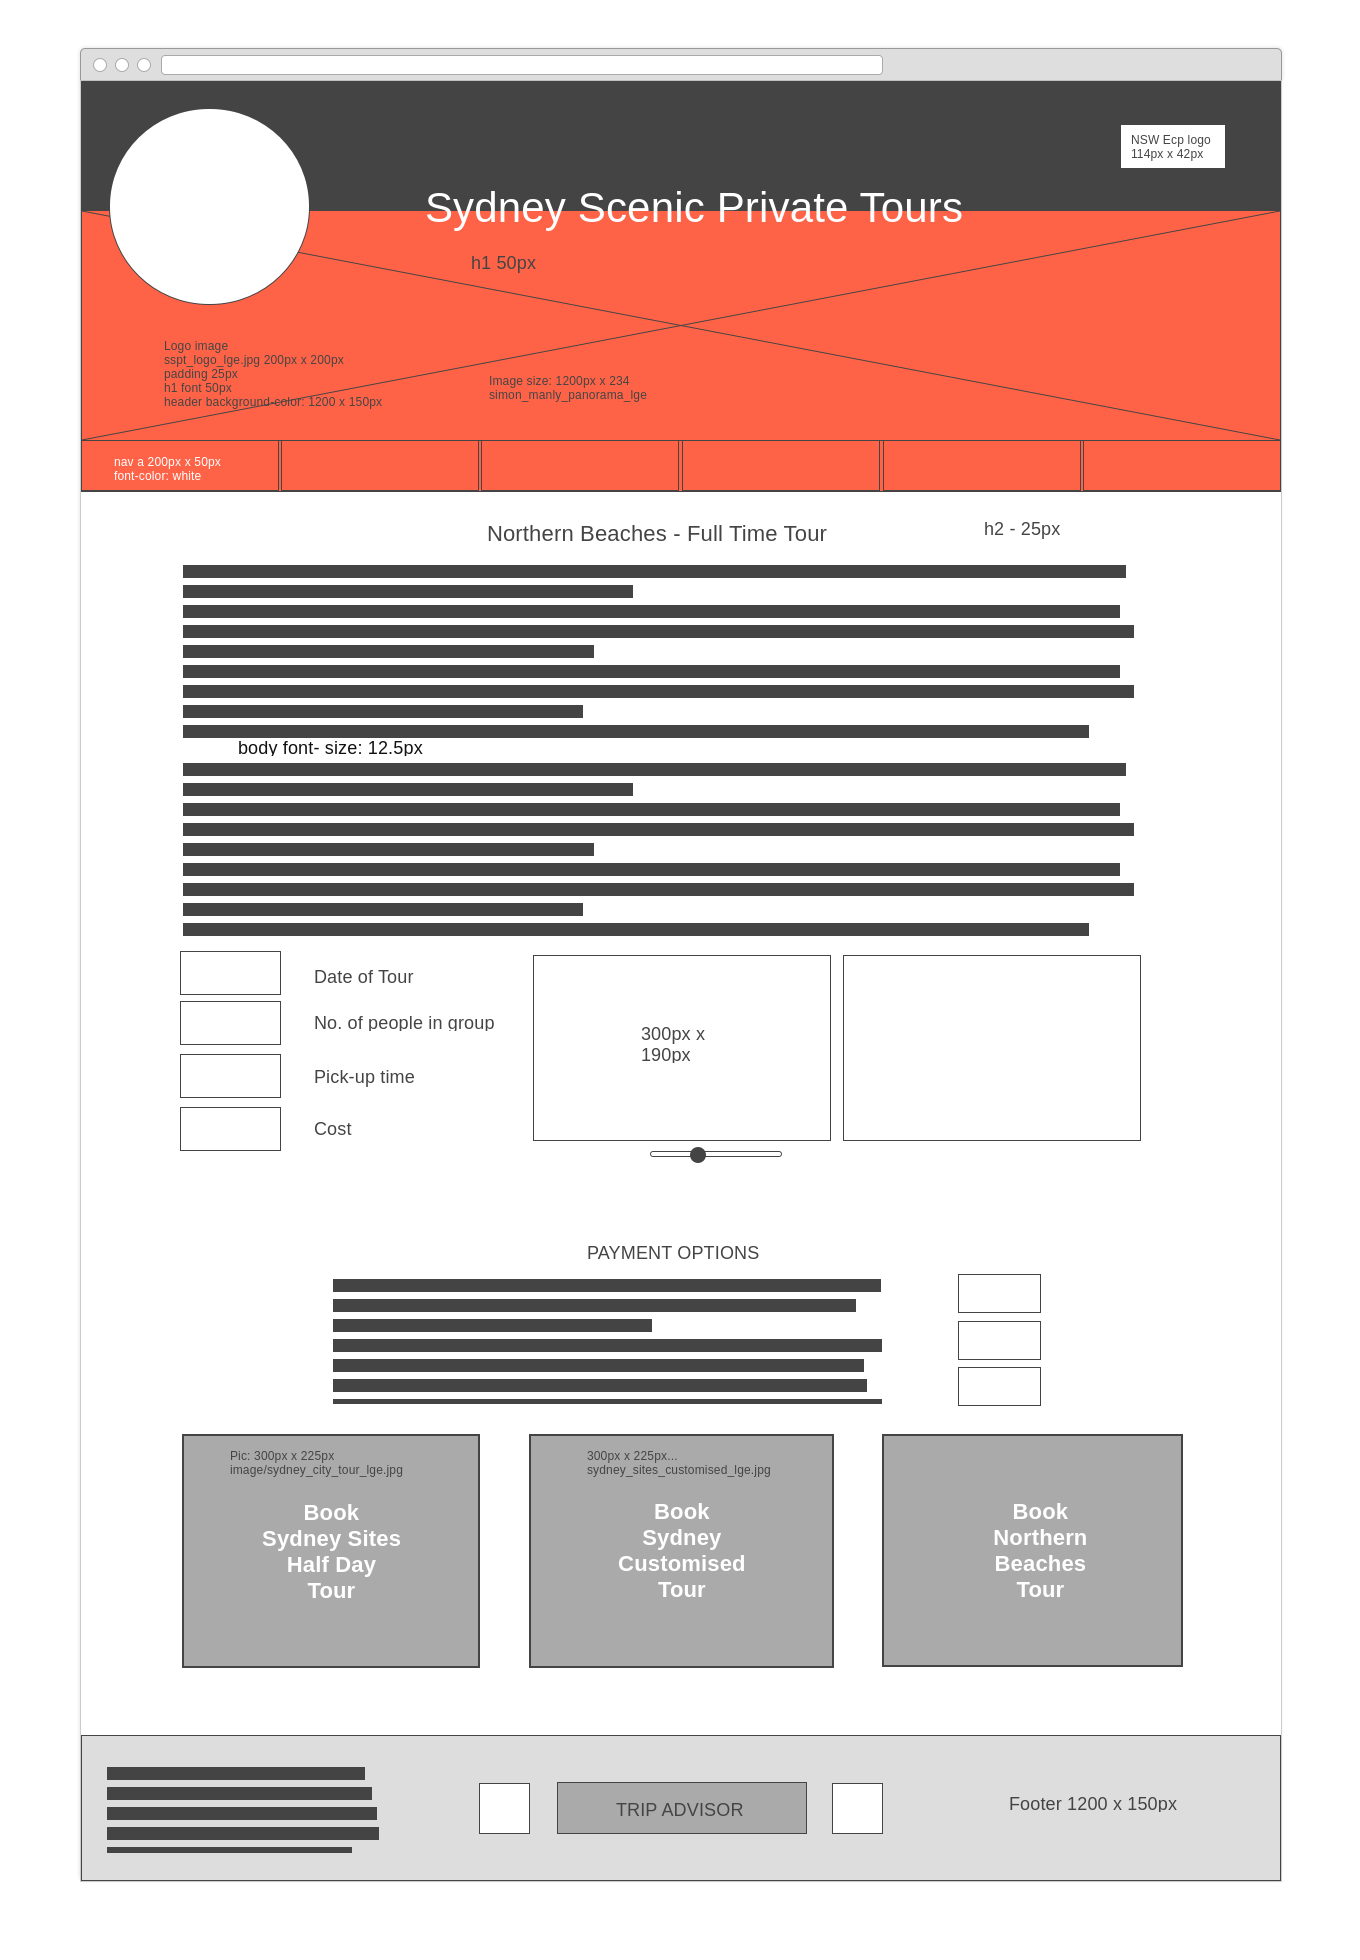 NSW Ecp logo
114px x 42px
Sydney Scenic Private Tours
h1 50px
Logo image
sspt_logo_lge.jpg 200px x 200px
padding 25px
h1 font 50px
header background-color: 1200 x 150px
Image size: 1200px x 234
simon_manly_panorama_lge
nav a 200px x 50px
font-color: white
Northern Beaches - Full Time Tour
h2 - 25px
body font- size: 12.5px
Date of Tour
No. of people in group
Pick-up time
Cost
300px x
190px
PAYMENT OPTIONS
Pic: 300px x 225px
image/sydney_city_tour_lge.jpg
Book
Sydney Sites
Half Day
Tour
300px x 225px...
sydney_sites_customised_lge.jpg
Book
Sydney
Customised
Tour
Book
Northern
Beaches
Tour
TRIP ADVISOR
Footer 1200 x 150px